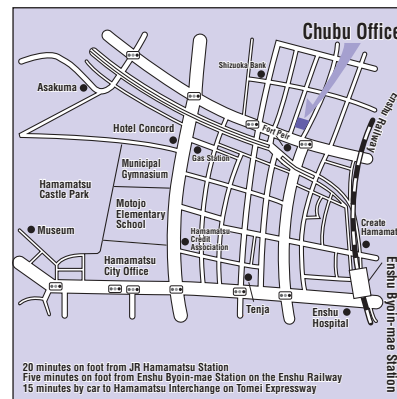 Chubu Office
Shizuoka Bank
Asakuma
Enshu Railway
Fort Peir
Hotel Concord
Gas Station
Municipal
Gymnasium
Hamamatsu
Castle Park
Motojo
Elementary
School
Museum
Hamamatsu
Credit
Association
Create
Hamamat
Hamamatsu
City Office
Enshu Byoin-mae Station
Tenja
Enshu
Hospital
20 minutes on foot from JR Hamamatsu Station
Five minutes on foot from Enshu Byoin-mae Station on the Enshu Railway
15 minutes by car to Hamamatsu Interchange on Tomei Expressway